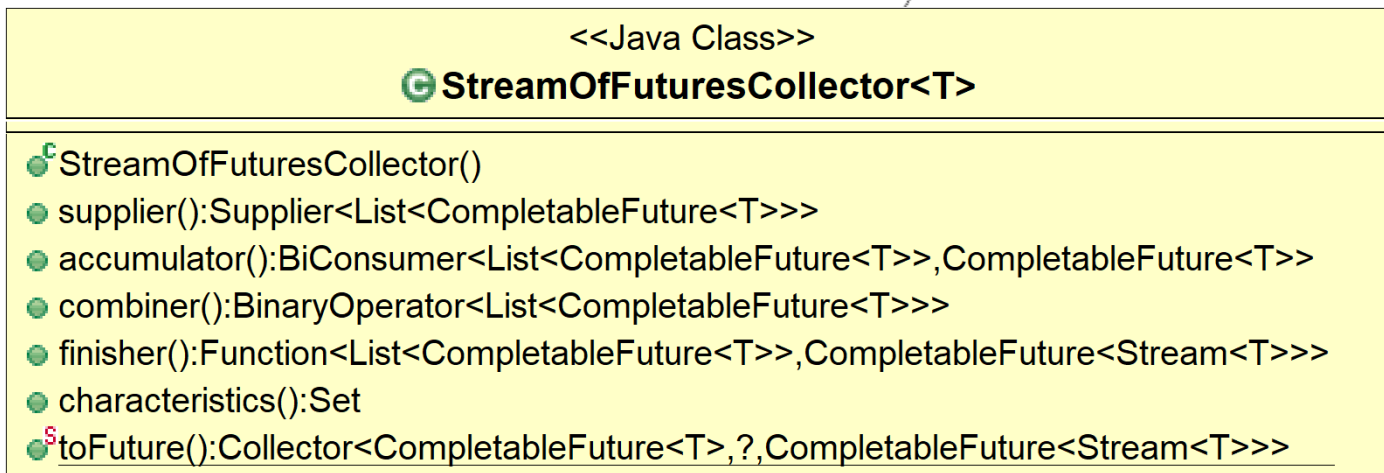 <<Java Class>>
StreamOfFuturesCollector<T>
StreamOfFuturesCollector()
supplier():Supplier<List<CompletableFuture<T>>>
accumulator():BiConsumer<List<CompletableFuture<T>>,CompletableFuture<T>>
combiner():BinaryOperator<List<CompletableFuture<T>>>
finisher():Function<List<CompletableFuture<T>>,CompletableFuture<Stream<T>>>
characteristics():Set
toFuture():Collector<CompletableFuture<T>,?,CompletableFuture<Stream<T>>>